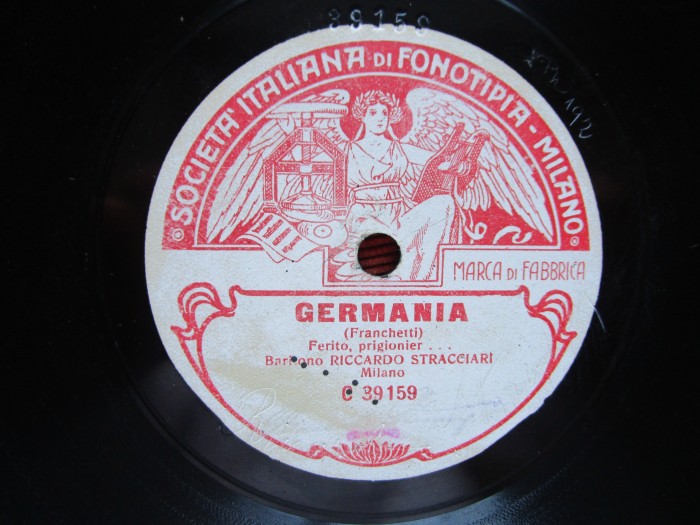 39159
SOCIETA' ITALIANA DI FONOTIPIA - MILANO
MARCA DI FABBRICA
GERMANIA
(Franchetti)
Ferito, prigionier . . .
Baritono RICCARDO STRACCIARI
Milano
C 39159